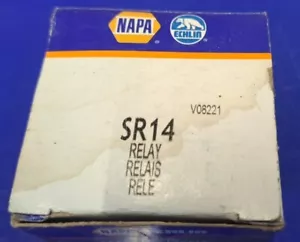 NAPA
ECHLIN
V06221
SR14
RELAY
RELAIS
RELE